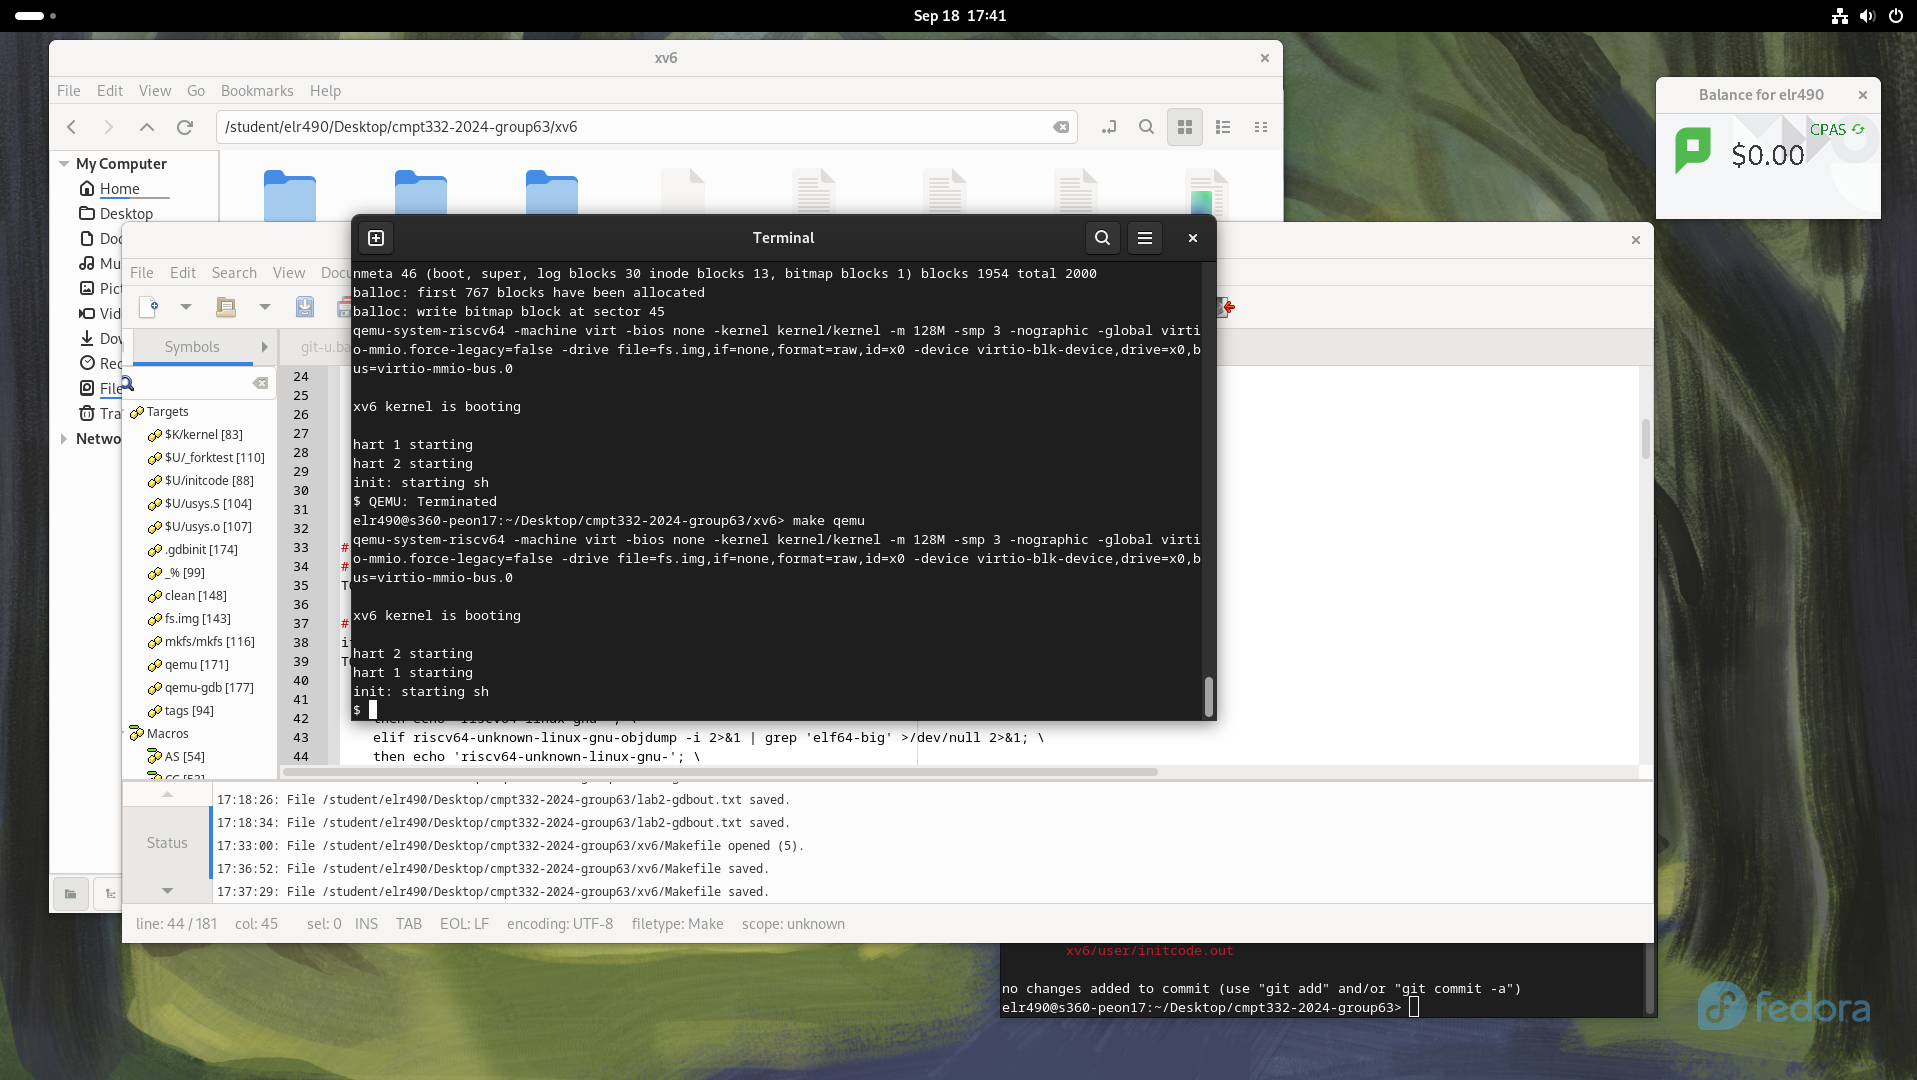 Sep 18 17:41
xv6
File Edit View Go Bookmarks Help
/student/elr490/Desktop/cmpt332-2024-group63/xv6
My Computer
Home
Desktop
Netwo
Balance for elr490
CPAS
$0.00
File Edit Search View
Symbols
Targets
$K/kernel [83]
$U/_forktest [110]
$U/initcode [88]
$U/usys.S [104]
$U/usys.o [107]
.gdbinit [174]
_% [99]
clean [148]
fs.img [143]
mkfs/mkfs [116]
qemu [171]
qemu-gdb [177]
tags [94]
Macros
AS [54]
24
25
26
27
28
29
30
31
32
33 #
34 #
35
36
37 #
38
39
40
41
42
43 elif riscv64-unknown-linux-gnu-objdump -i 2>&1 | grep 'elf64-big' >/dev/null 2>&1; \
44 then echo 'riscv64-unknown-linux-gnu-'; \
Terminal
nmeta 46 (boot, super, log blocks 30 inode blocks 13, bitmap blocks 1) blocks 1954 total 2000
balloc: first 767 blocks have been allocated
balloc: write bitmap block at sector 45
qemu-system-riscv64 -machine virt -bios none -kernel kernel/kernel -m 128M -smp 3 -nographic -global virti
o-mmio.force-legacy=false -drive file=fs.img,if=none,format=raw,id=x0 -device virtio-blk-device,drive=x0,b
us=virtio-mmio-bus.0
xv6 kernel is booting
hart 1 starting
hart 2 starting
init: starting sh
$ QEMU: Terminated
elr490@s360-peon17:~/Desktop/cmpt332-2024-group63/xv6> make qemu
qemu-system-riscv64 -machine virt -bios none -kernel kernel/kernel -m 128M -smp 3 -nographic -global virti
o-mmio.force-legacy=false -drive file=fs.img,if=none,format=raw,id=x0 -device virtio-blk-device,drive=x0,b
us=virtio-mmio-bus.0
xv6 kernel is booting
hart 2 starting
hart 1 starting
init: starting sh
$
Status
17:18:26: File /student/elr490/Desktop/cmpt332-2024-group63/lab2-gdbout.txt saved.
17:18:34: File /student/elr490/Desktop/cmpt332-2024-group63/lab2-gdbout.txt saved.
17:33:00: File /student/elr490/Desktop/cmpt332-2024-group63/xv6/Makefile opened (5).
17:36:52: File /student/elr490/Desktop/cmpt332-2024-group63/xv6/Makefile saved.
17:37:29: File /student/elr490/Desktop/cmpt332-2024-group63/xv6/Makefile saved.
line: 44 / 181 col: 45 sel: 0 INS TAB EOL: LF encoding: UTF-8 filetype: Make scope: unknown
xv6/user/initcode.out
no changes added to commit (use "git add" and/or "git commit -a")
elr490@s360-peon17:~/Desktop/cmpt332-2024-group63>
fedora